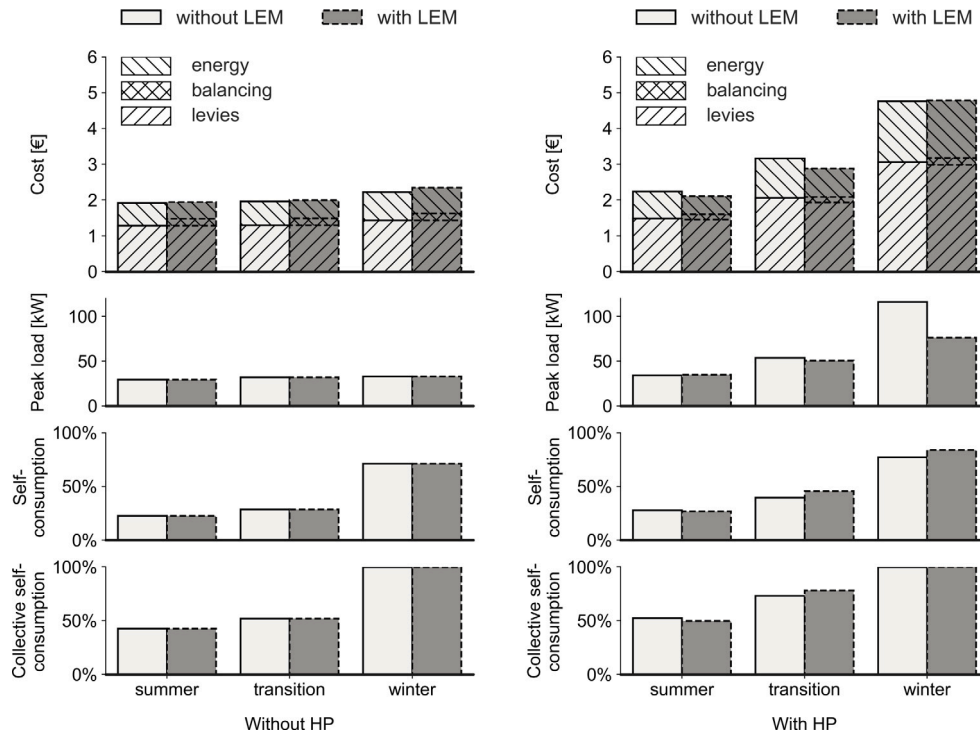 without LEM with LEM
energy
balancing
levies
Cost [€]
6
5
4
3
2
1
0
Peak load [kW]
100
50
0
Self-
consumption
100%
50%
0%
Collective self-
consumption
100%
50%
0%
summer transition winter
Without HP
without LEM with LEM
energy
balancing
levies
Cost [€]
6
5
4
3
2
1
0
Peak load [kW]
100
50
0
Self-
consumption
100%
50%
0%
Collective self-
consumption
100%
50%
0%
summer transition winter
With HP